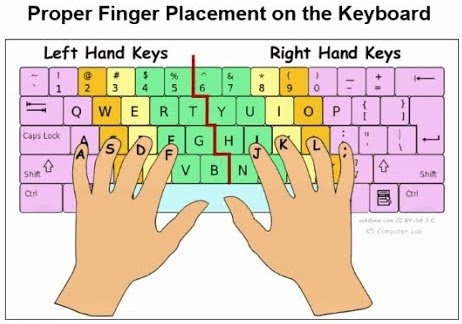 Proper Finger Placement on the Keyboard
Left Hand Keys Right Hand Keys
~ ! @ # $ % ^ & * ( ) _ +
` 1 2 3 4 5 6 7 8 9 0 - =
Q W E R T Y U I O P { }
[ ]
Caps Lock A S D F G H J K L : " |
; ' \
A S D F J K L ;
Shift V B N ? Shift
/
Ctrl Ctrl
KS Computer Lab